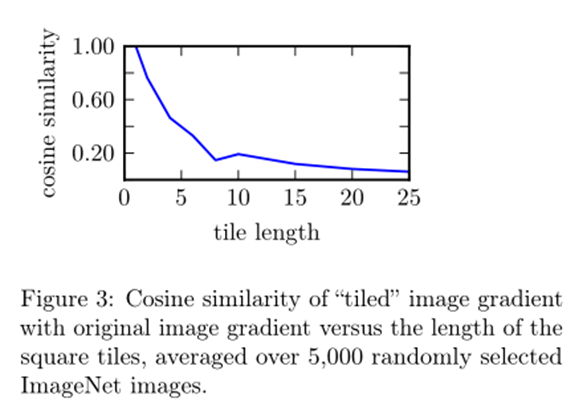 cosine similarity
1.00
0.60
0.20
0 5 10 15 20 25
tile length
Figure 3: Cosine similarity of “tiled” image gradient
with original image gradient versus the length of the
square tiles, averaged over 5,000 randomly selected
ImageNet images.